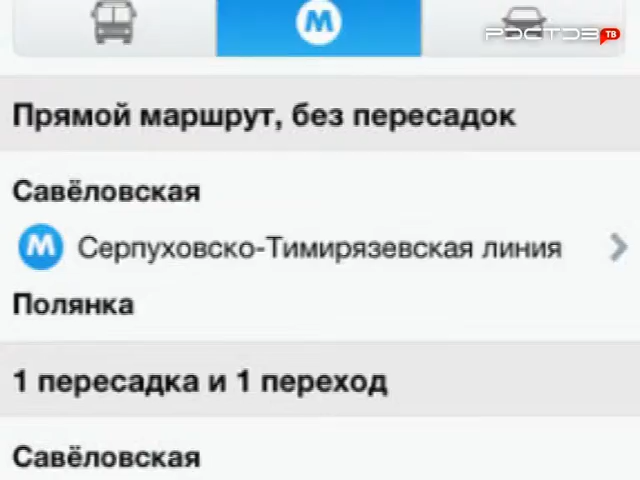 М
РОСТОВ ТВ
Прямой маршрут, без пересадок
Савёловская
М Серпуховско-Тимирязевская линия
Полянка
1 пересадка и 1 переход
Савёловская